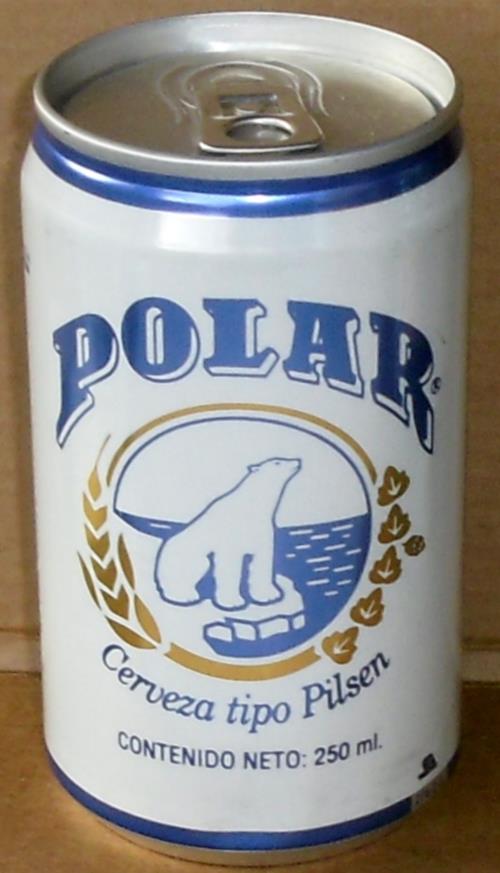 POLAR®
Cerveza tipo Pilsen
CONTENIDO NETO: 250 ml.